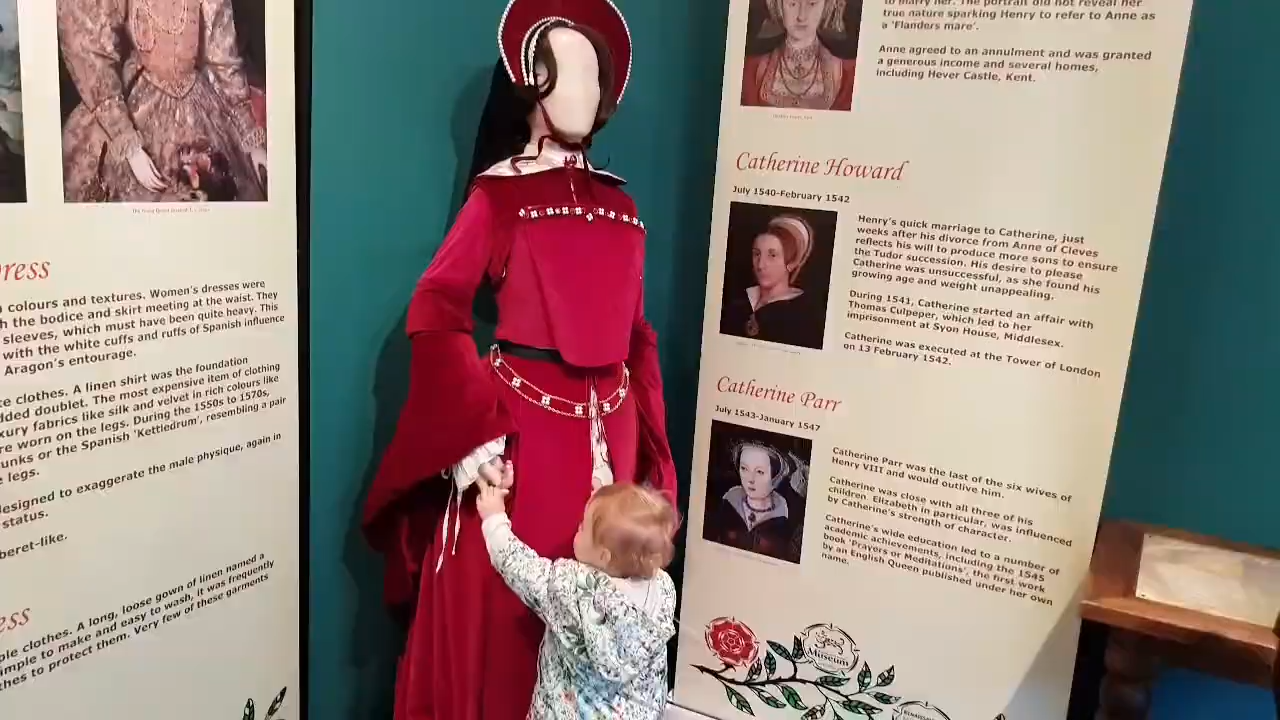 Dress
colours and textures. Women's dresses were
the bodice and skirt meeting at the waist. They
sleeves, which must have been quite heavy. This
with the white cuffs and ruffs of Spanish influence
Aragon's entourage.
clothes. A linen shirt was the foundation
doublet. The most expensive item of clothing
fabrics like silk and velvet in rich colours like
worn on the legs. During the 1550s to 1570s,
or the Spanish 'Kettledrum', resembling a pair
legs.
designed to exaggerate the male physique, again in
status.
beret-like.
clothes. A long, loose gown of linen named a
simple to make and easy to wash, it was frequently
to protect them. Very few of these garments
to marry her. The portrait did not reveal her
true nature sparking Henry to refer to Anne as
a 'Flanders mare'.
Anne agreed to an annulment and was granted
a generous income and several homes,
including Hever Castle, Kent.
Catherine Howard
July 1540-February 1542
Henry's quick marriage to Catherine, just
weeks after his divorce from Anne of Cleves
reflects his will to produce more sons to ensure
the Tudor succession. His desire to please
Catherine was unsuccessful, as she found his
growing age and weight unappealing.
During 1541, Catherine started an affair with
Thomas Culpeper, which led to her
imprisonment at Syon House, Middlesex.
Catherine was executed at the Tower of London
on 13 February 1542.
Catherine Parr
July 1543-January 1547
Catherine Parr was the last of the six wives of
Henry VIII and would outlive him.
Catherine was close with all three of his
children. Elizabeth in particular, was influenced
by Catherine's strength of character.
Catherine's wide education led to a number of
academic achievements, including the 1545
book 'Prayers or Meditations', the first work
by an English Queen published under her own
name.
Museum